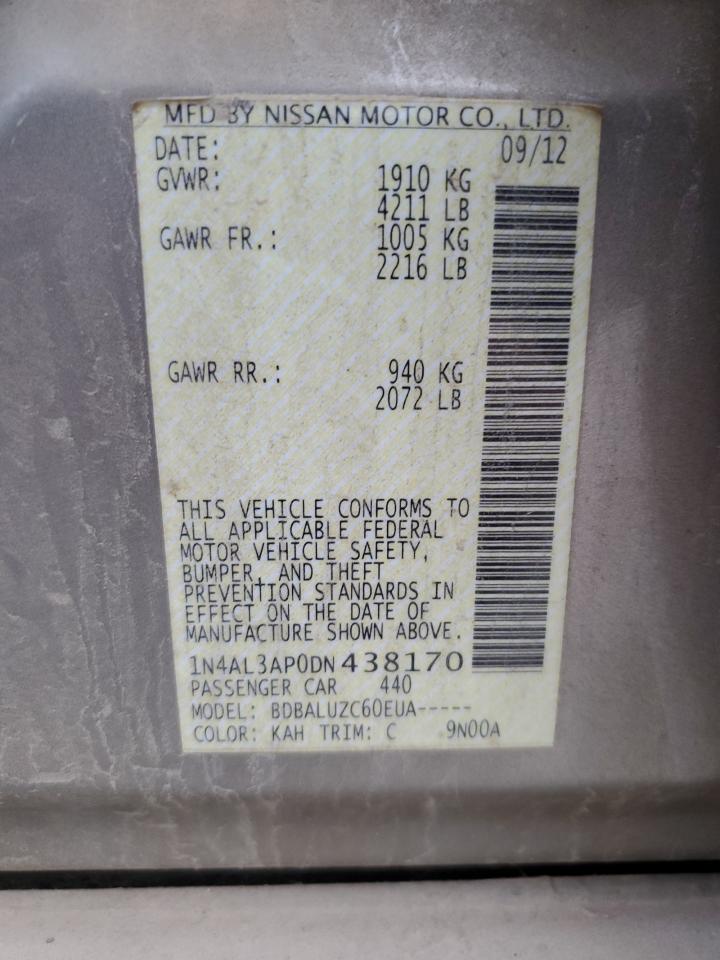 MFD BY NISSAN MOTOR CO., LTD.
DATE: 09/12
GVWR: 1910 KG
4211 LB
GAWR FR.: 1005 KG
2216 LB
GAWR RR.: 940 KG
2072 LB
THIS VEHICLE CONFORMS TO
ALL APPLICABLE FEDERAL
MOTOR VEHICLE SAFETY,
BUMPER, AND THEFT
PREVENTION STANDARDS IN
EFFECT ON THE DATE OF
MANUFACTURE SHOWN ABOVE.
1N4AL3AP0DN438170
PASSENGER CAR 440
MODEL: BDBALUZC60EUA-----
COLOR: KAH TRIM: C 9N00A